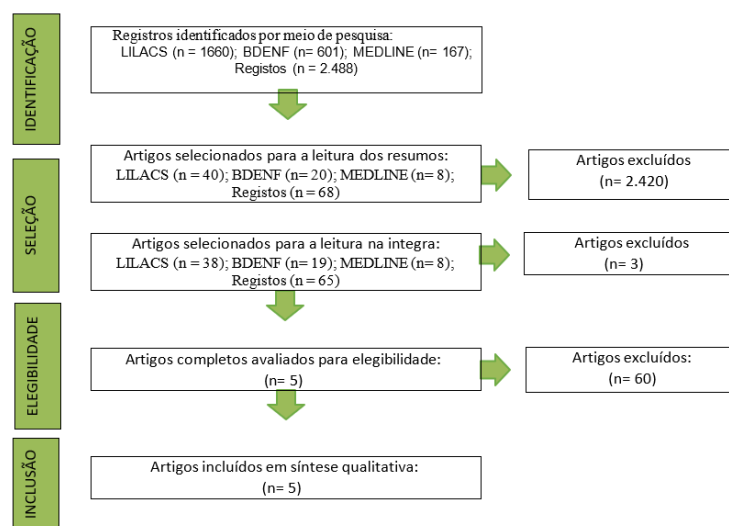 IDENTIFICAÇÃO
Registros identificados por meio de pesquisa:
LILACS (n = 1660); BDENF (n= 601); MEDLINE (n= 167);
Registos (n = 2.488)
SELEÇÃO
Artigos selecionados para a leitura dos resumos:
LILACS (n = 40); BDENF (n= 20); MEDLINE (n= 8);
Registos (n= 68)
Artigos excluídos
(n= 2.420)
Artigos selecionados para a leitura na integra:
LILACS (n = 38); BDENF (n= 19); MEDLINE (n= 8);
Registos (n = 65)
Artigos excluídos
(n= 3)
ELEGIBILIDADE
Artigos completos avaliados para elegibilidade:
(n= 5)
Artigos excluídos:
(n= 60)
INCLUSÃO
Artigos incluídos em síntese qualitativa:
(n= 5)